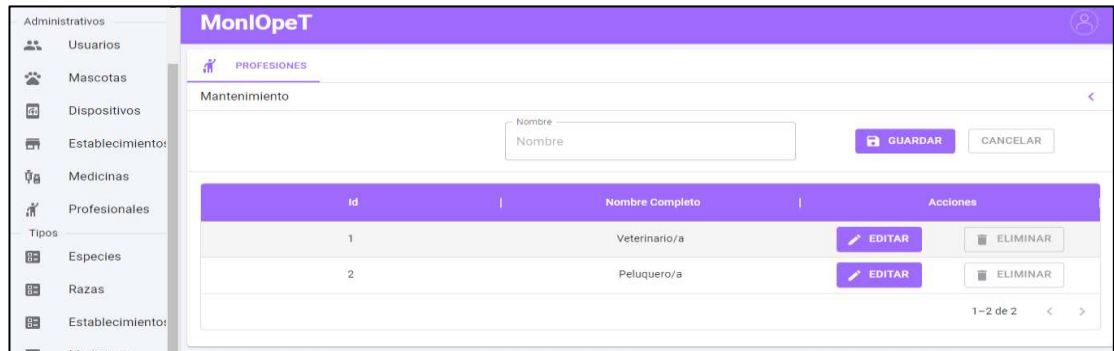 Administrativos
Usuarios
Mascotas
Dispositivos
Establecimientos
Medicinas
Profesionales
Tipos
Especies
Razas
Establecimientos
MonIOpeT
PROFESIONES
Mantenimiento
Nombre
Nombre
GUARDAR CANCELAR
Id Nombre Completo Acciones
1 Veterinario/a EDITAR ELIMINAR
2 Peluquero/a EDITAR ELIMINAR
1–2 de 2